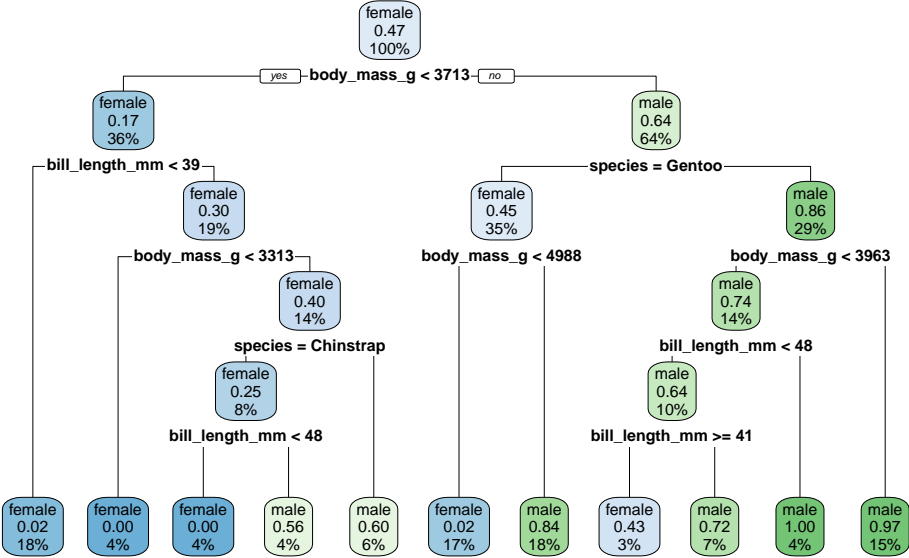 female
0.47
100%
yes body_mass_g < 3713 no
female
0.17
36%
male
0.64
64%
bill_length_mm < 39
species = Gentoo
female
0.30
19%
female
0.45
35%
male
0.86
29%
body_mass_g < 3313
body_mass_g < 4988
body_mass_g < 3963
female
0.40
14%
male
0.74
14%
species = Chinstrap
bill_length_mm < 48
female
0.25
8%
male
0.64
10%
bill_length_mm < 48
bill_length_mm >= 41
female
0.02
18%
female
0.00
4%
female
0.00
4%
male
0.56
4%
male
0.60
6%
female
0.02
17%
male
0.84
18%
female
0.43
3%
male
0.72
7%
male
1.00
4%
male
0.97
15%